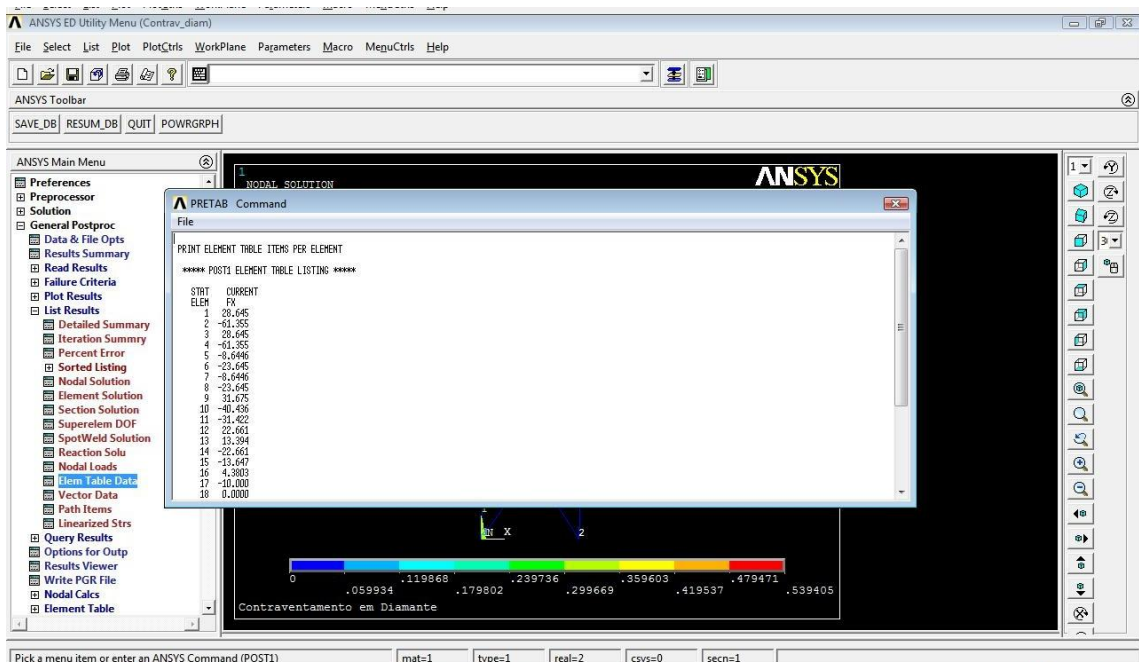 ANSYS ED Utility Menu (Contrav_diam)
File Select List Plot PlotCtrls WorkPlane Parameters Macro MenuCtrls Help
ANSYS Toolbar
SAVE_DB RESUM_DB QUIT POWRGRPH
ANSYS Main Menu
Preferences
Preprocessor
Solution
General Postproc
Data & File Opts
Results Summary
Read Results
Failure Criteria
Plot Results
List Results
Detailed Summary
Iteration Summry
Percent Error
Sorted Listing
Nodal Solution
Element Solution
Section Solution
Superelem DOF
SpotWeld Solution
Reaction Solu
Nodal Loads
Elem Table Data
Vector Data
Path Items
Linearized Strs
Query Results
Options for Outp
Results Viewer
Write PGR File
Nodal Calcs
Element Table
1
NODAL SOLUTION
ANSYS
PRETAB Command
File
PRINT ELEMENT TABLE ITEMS PER ELEMENT
***** POST1 ELEMENT TABLE LISTING *****
STAT CURRENT
ELEM FX
1 28.645
2 -61.355
3 28.645
4 -61.355
5 -8.6446
6 -23.645
7 -8.6446
8 -23.645
9 31.675
10 -40.436
11 -31.422
12 22.661
13 13.394
14 -22.661
15 -13.647
16 4.3803
17 -10.000
18 0.0000
X
2
0 .119868 .239736 .359603 .479471
.059934 .179802 .299669 .419537 .539405
Contraventamento em Diamante
1
Pick a menu item or enter an ANSYS Command (POST1)
mat=1 type=1 real=2 csys=0 secn=1